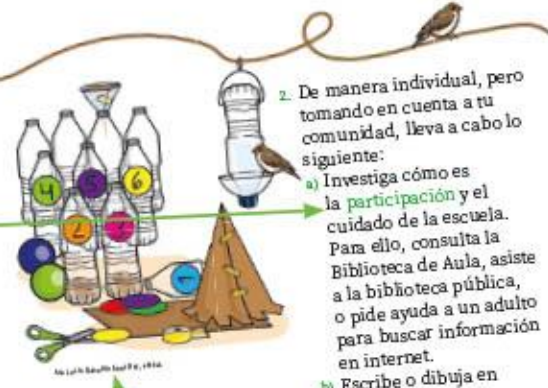 2. De manera individual, pero
tomando en cuenta a tu
comunidad, lleva a cabo lo
siguiente:
a) Investiga cómo es
la participación y el
cuidado de la escuela.
Para ello, consulta la
Biblioteca de Aula, asiste
a la biblioteca pública,
o pide ayuda a un adulto
para buscar información
en internet.
b) Escribe o dibuja en
4
5
6
2
3
1